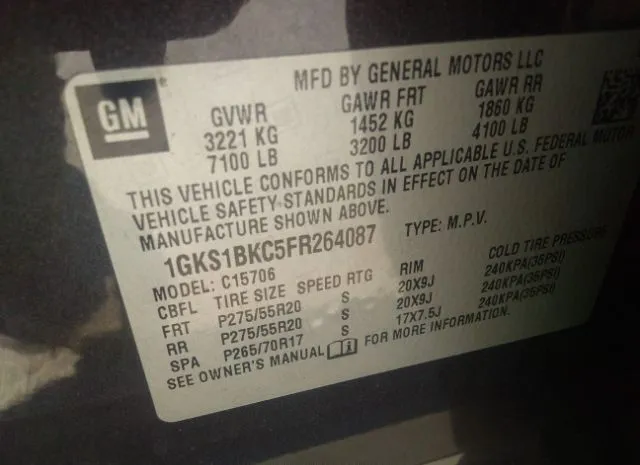 MFD BY GENERAL MOTORS LLC
GM
GVWR GAWR FRT GAWR RR
3221 KG 1452 KG 1860 KG
7100 LB 3200 LB 4100 LB
THIS VEHICLE CONFORMS TO ALL APPLICABLE U.S. FEDERAL MOTOR
VEHICLE SAFETY STANDARDS IN EFFECT ON THE DATE OF
MANUFACTURE SHOWN ABOVE.
1GKS1BKC5FR264087 TYPE: M.P.V.
MODEL: C15706
CBFL TIRE SIZE SPEED RTG RIM COLD TIRE PRESSURE
FRT P275/55R20 S 20X9J 240KPA(35PSI)
RR P275/55R20 S 20X9J 240KPA(35PSI)
SPA P265/70R17 S 17X7.5J 240KPA(35PSI)
SEE OWNER'S MANUAL FOR MORE INFORMATION.